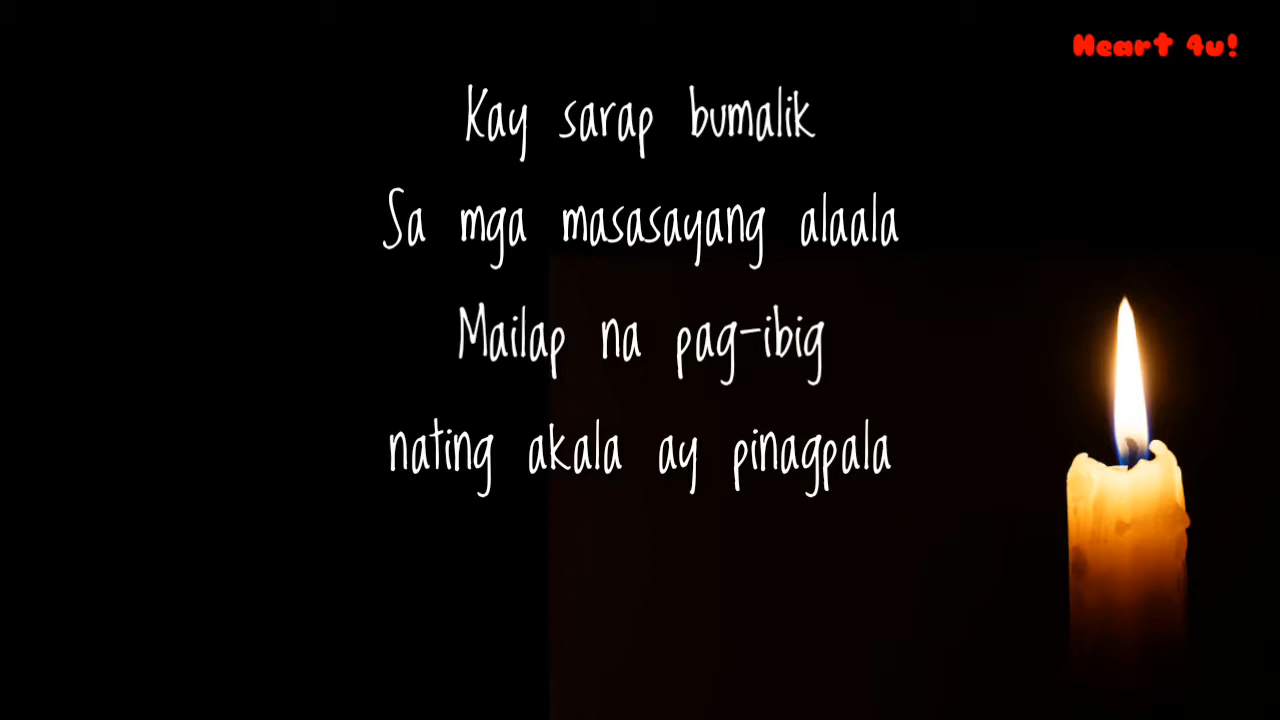 Heart 4u!
Kay sarap bumalik
Sa mga masasayang alaala
Mailap na pag-ibig
nating akala ay pinagpala